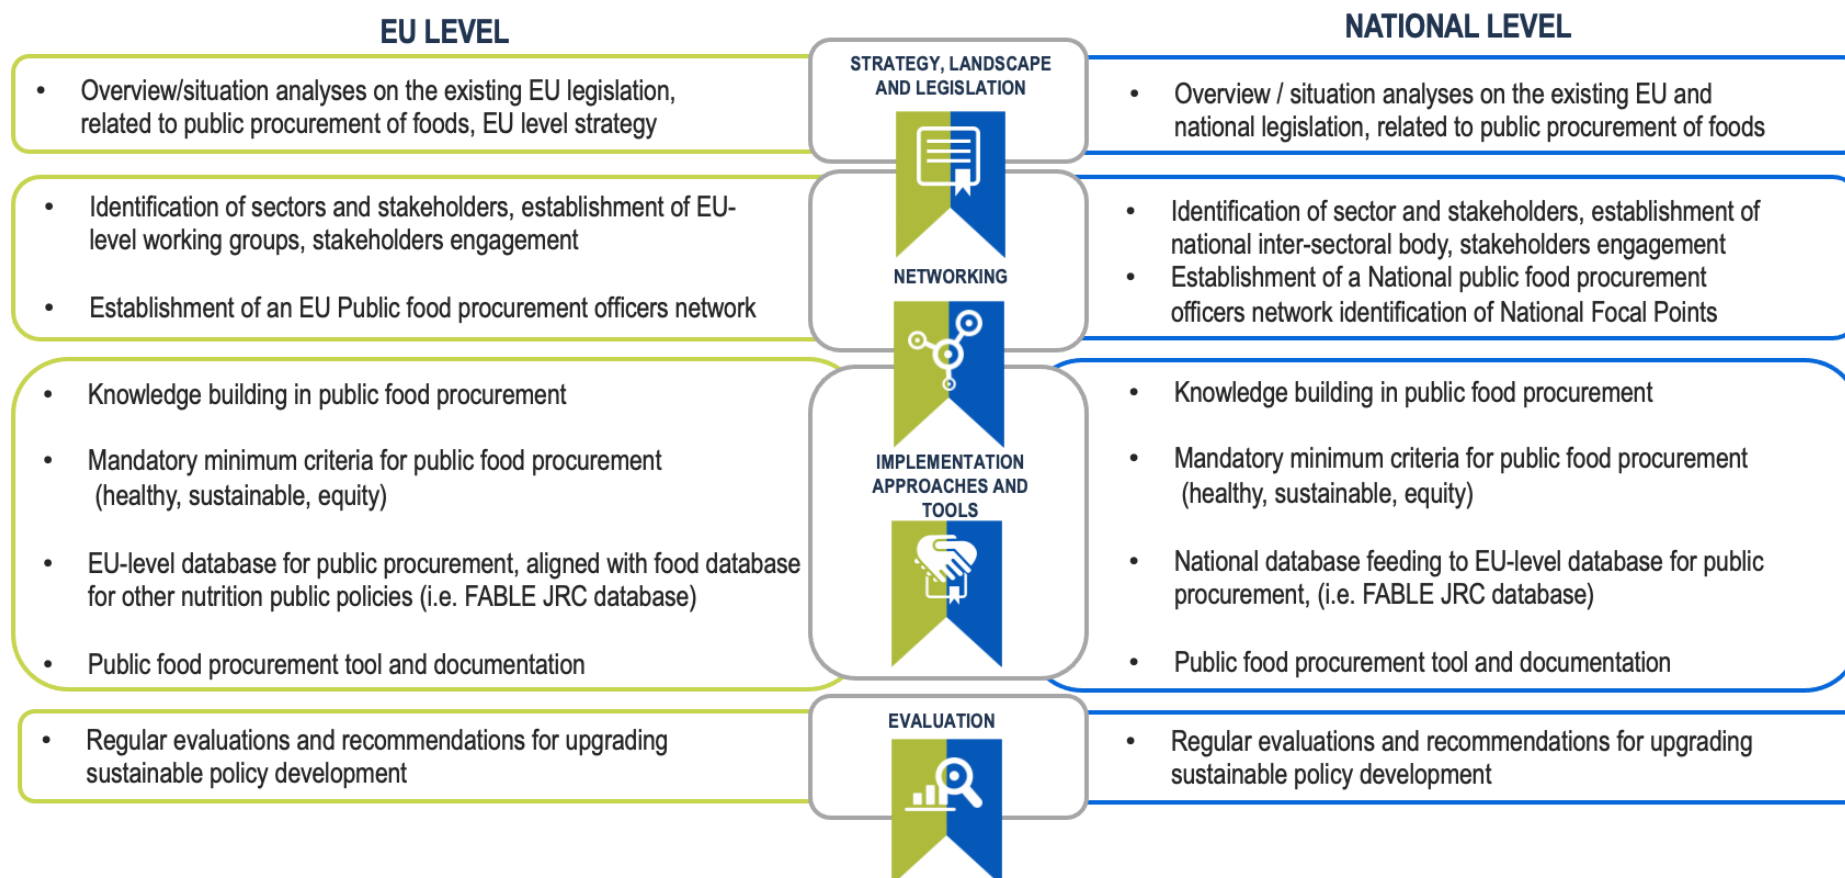 EU LEVEL
NATIONAL LEVEL
STRATEGY, LANDSCAPE
AND LEGISLATION
• Overview/situation analyses on the existing EU legislation,
related to public procurement of foods, EU level strategy
• Overview / situation analyses on the existing EU and
national legislation, related to public procurement of foods
NETWORKING
• Identification of sectors and stakeholders, establishment of EU-
level working groups, stakeholders engagement
• Establishment of an EU Public food procurement officers network
• Identification of sector and stakeholders, establishment of
national inter-sectoral body, stakeholders engagement
• Establishment of a National public food procurement
officers network identification of National Focal Points
IMPLEMENTATION
APPROACHES AND
TOOLS
• Knowledge building in public food procurement
• Mandatory minimum criteria for public food procurement
(healthy, sustainable, equity)
• EU-level database for public procurement, aligned with food database
for other nutrition public policies (i.e. FABLE JRC database)
• Public food procurement tool and documentation
• Knowledge building in public food procurement
• Mandatory minimum criteria for public food procurement
(healthy, sustainable, equity)
• National database feeding to EU-level database for public
procurement, (i.e. FABLE JRC database)
• Public food procurement tool and documentation
EVALUATION
• Regular evaluations and recommendations for upgrading
sustainable policy development
• Regular evaluations and recommendations for upgrading
sustainable policy development